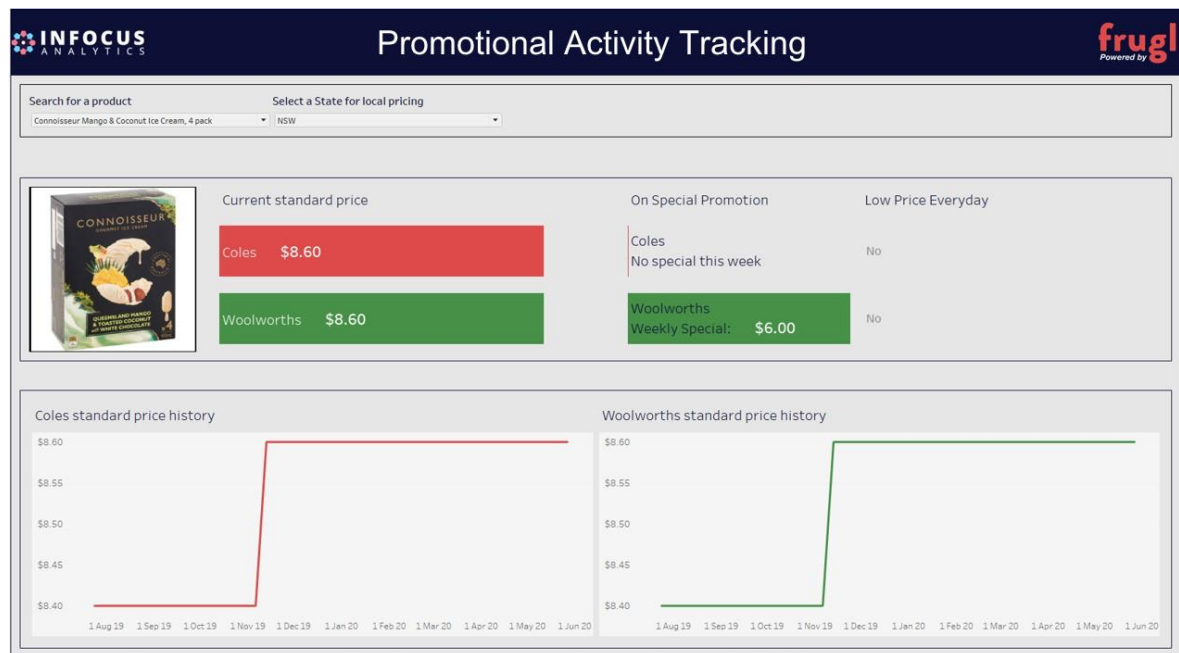 INFOCUS
ANALYTICS
Promotional Activity Tracking
frugl
Powered by
Search for a product
Select a State for local pricing
Connoisseur Mango & Coconut Ice Cream, 4 pack
NSW
CONNOISSEUR
GOURMET ICE CREAM
QUEENSLAND MANGO
& TOASTED COCONUT
WITH WHITE CHOCOLATE
x4
Current standard price
Coles $8.60
Woolworths $8.60
On Special Promotion
Coles
No special this week
Woolworths
Weekly Special: $6.00
Low Price Everyday
No
No
Coles standard price history
$8.60
$8.55
$8.50
$8.45
$8.40
1 Aug 19 1 Sep 19 1 Oct 19 1 Nov 19 1 Dec 19 1 Jan 20 1 Feb 20 1 Mar 20 1 Apr 20 1 May 20 1 Jun 20
Woolworths standard price history
$8.60
$8.55
$8.50
$8.45
$8.40
1 Aug 19 1 Sep 19 1 Oct 19 1 Nov 19 1 Dec 19 1 Jan 20 1 Feb 20 1 Mar 20 1 Apr 20 1 May 20 1 Jun 20